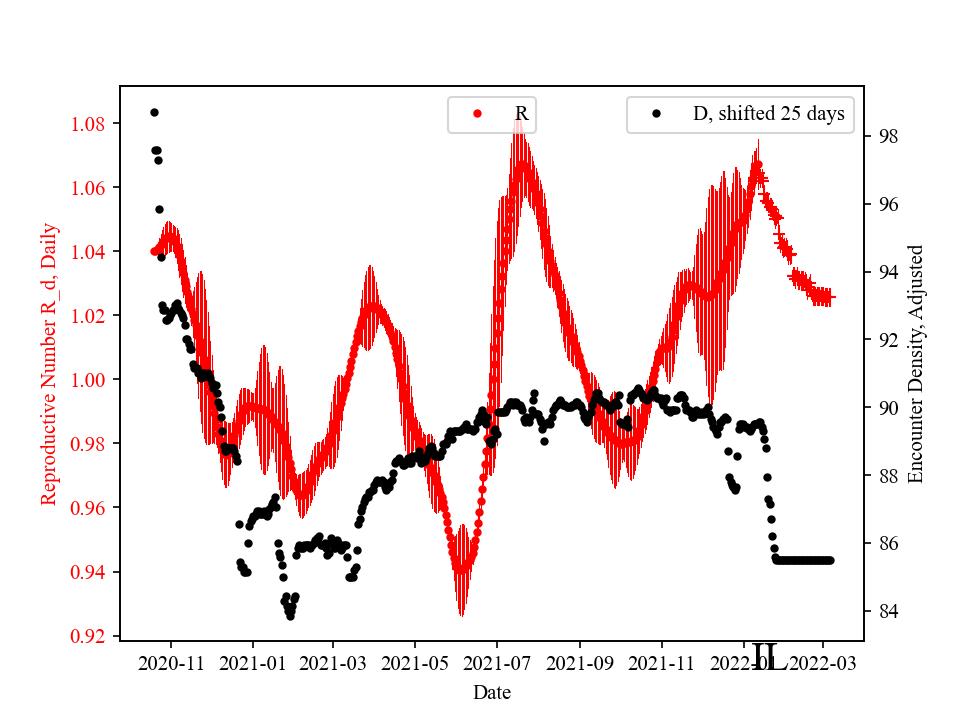 R
D, shifted 25 days
1.08
1.06
1.04
1.02
1.00
0.98
0.96
0.94
0.92
Reproductive Number R_d, Daily
98
96
94
92
90
88
86
84
Encounter Density, Adjusted
2020-11 2021-01 2021-03 2021-05 2021-07 2021-09 2021-11 2022-01 2022-03
IL
Date